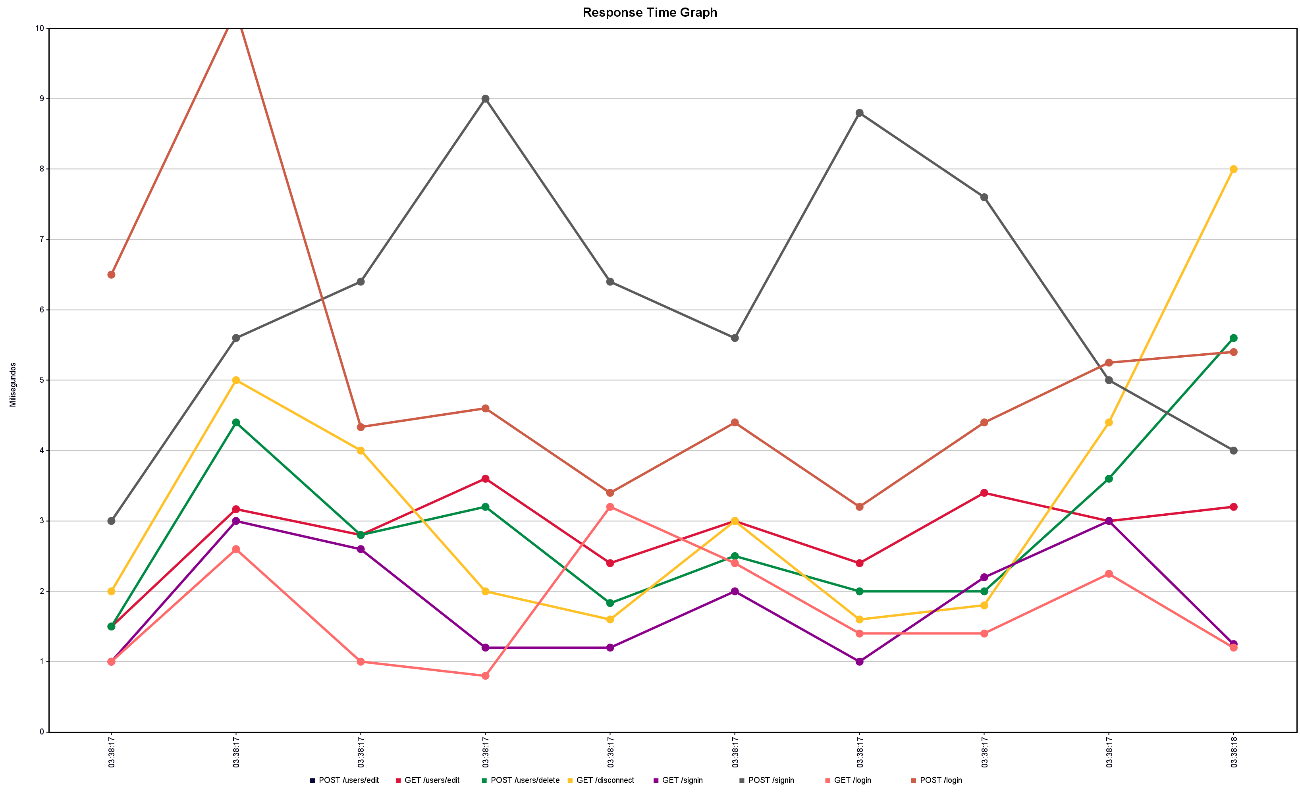 Response Time Graph
10
9
8
7
6
5
4
3
2
1
0
Milisegundos
03:38:17 03:38:17 03:38:17 03:38:17 03:38:17 03:38:17 03:38:17 03:38:17 03:38:17 03:38:18
POST /users/edit GET /users/edit POST /users/delete GET /disconnect GET /signin POST /signin GET /login POST /login